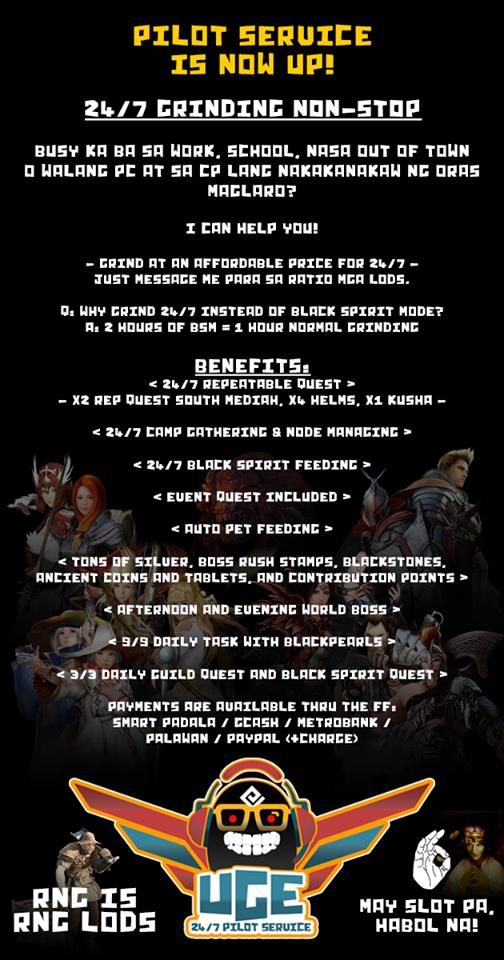 PILOT SERVICE
IS NOW UP!
24/7 GRINDING NON-STOP
BUSY KA BA SA WORK, SCHOOL, NASA OUT OF TOWN
O WALANG PC AT SA CP LANG NAKAKANAKAW NG ORAS
MAGLARO?
I CAN HELP YOU!
- GRIND AT AN AFFORDABLE PRICE FOR 24/7 -
JUST MESSAGE ME PARA SA RATIO MGA LODS.
Q: WHY GRIND 24/7 INSTEAD OF BLACK SPIRIT MODE?
A: 2 HOURS OF BSM = 1 HOUR NORMAL GRINDING
BENEFITS:
< 24/7 REPEATABLE QUEST >
- X2 REP QUEST SOUTH MEDIAH, X4 HELMS, X1 KUSHA -
< 24/7 CAMP GATHERING & NODE MANAGING >
< 24/7 BLACK SPIRIT FEEDING >
< EVENT QUEST INCLUDED >
< AUTO PET FEEDING >
< TONS OF SILVER, BOSS RUSH STAMPS, BLACKSTONES,
ANCIENT COINS AND TABLETS, AND CONTRIBUTION POINTS >
< AFTERNOON AND EVENING WORLD BOSS >
< 9/9 DAILY TASK WITH BLACKPEARLS >
< 3/3 DAILY GUILD QUEST AND BLACK SPIRIT QUEST >
PAYMENTS ARE AVAILABLE THRU THE FF:
SMART PADALA / GCASH / METROBANK /
PALAWAN / PAYPAL (+CHARGE)
RNG IS
RNG LODS
UGE
24/7 PILOT SERVICE
MAY SLOT PA,
HABOL NA!